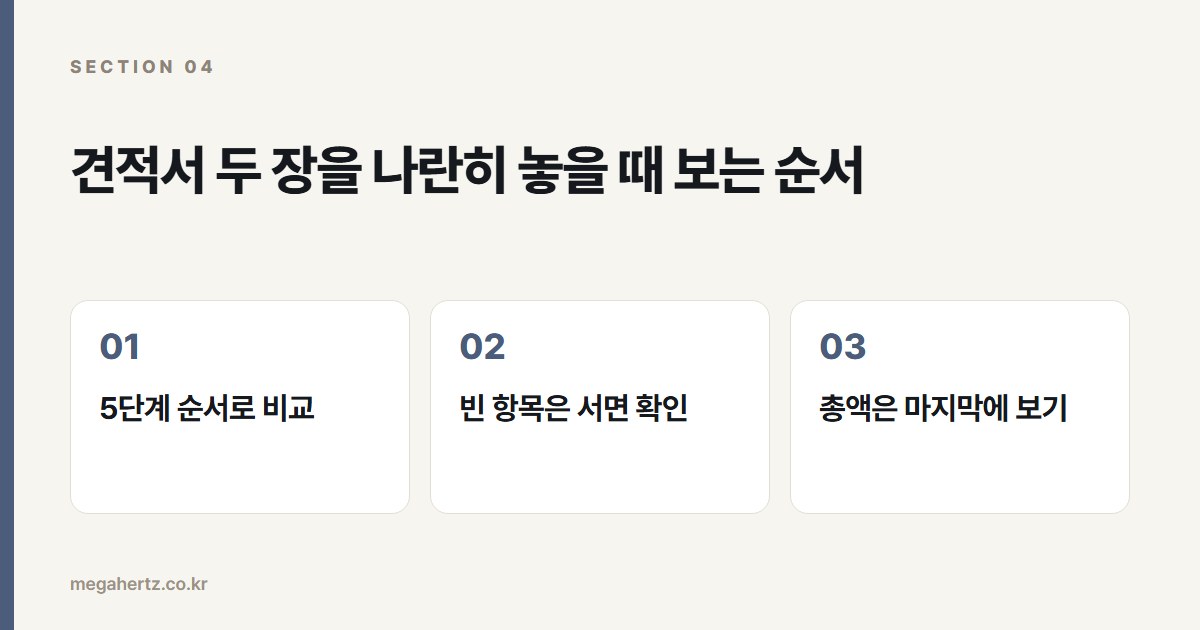 SECTION 04
견적서 두 장을 나란히 놓을 때 보는 순서
01
5단계 순서로 비교
02
빈 항목은 서면 확인
03
총액은 마지막에 보기
megahertz.co.kr